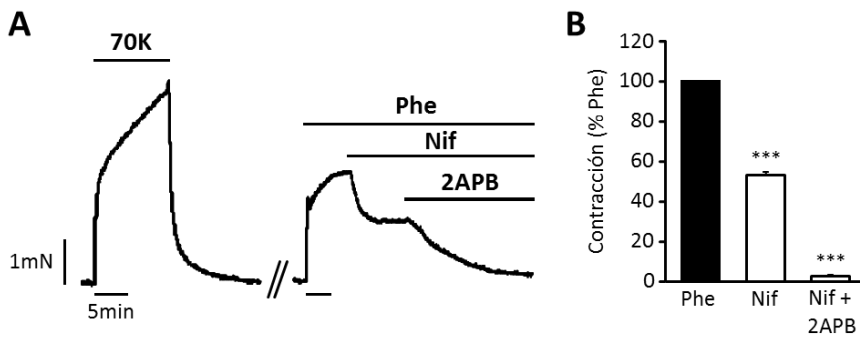 A
70K
Phe
Nif
2APB
1mN
5min
B
Contracción (% Phe)
120
100
80
60
40
20
0
***
***
Phe
Nif
Nif +
2APB